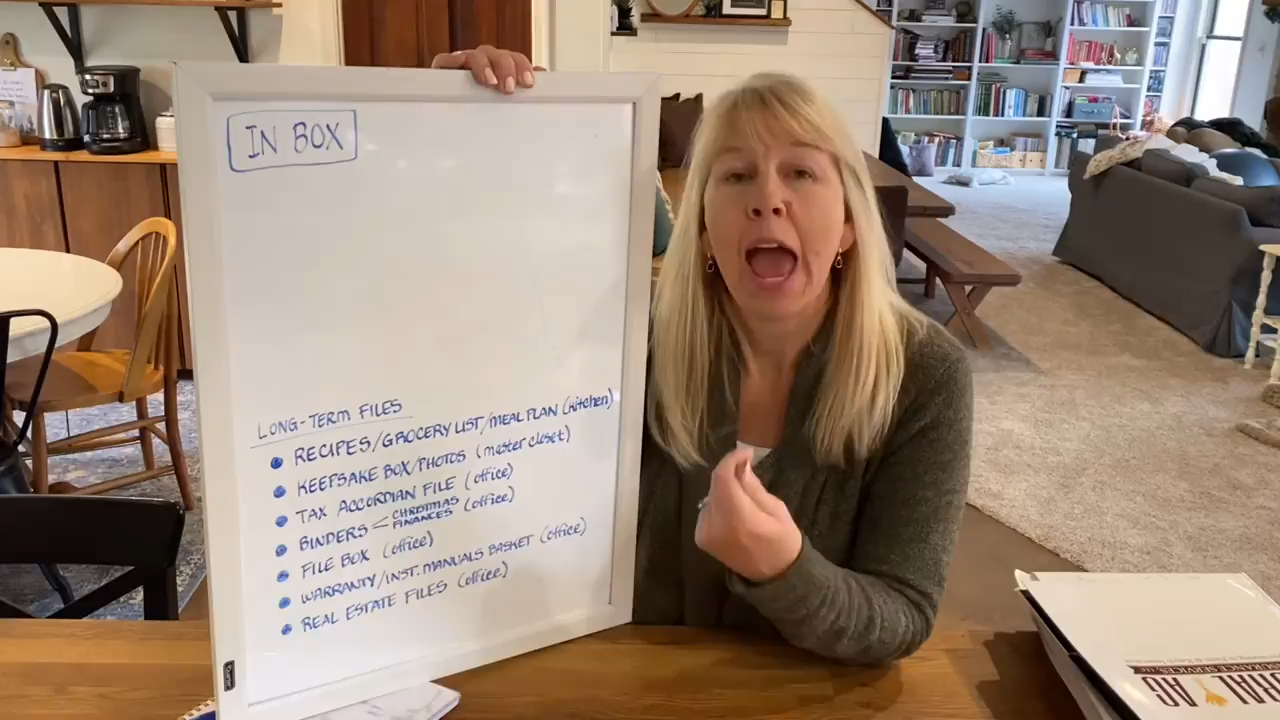 IN BOX
LONG-TERM FILES
RECIPES/GROCERY LIST/MEAL PLAN (kitchen)
KEEPSAKE BOX/PHOTOS (master closet)
TAX ACCORDIAN FILE (office)
BINDERS < CHRISTMAS FINANCES (office)
FILE BOX (office)
WARRANTY/INST. MANUALS BASKET (office)
REAL ESTATE FILES (office)